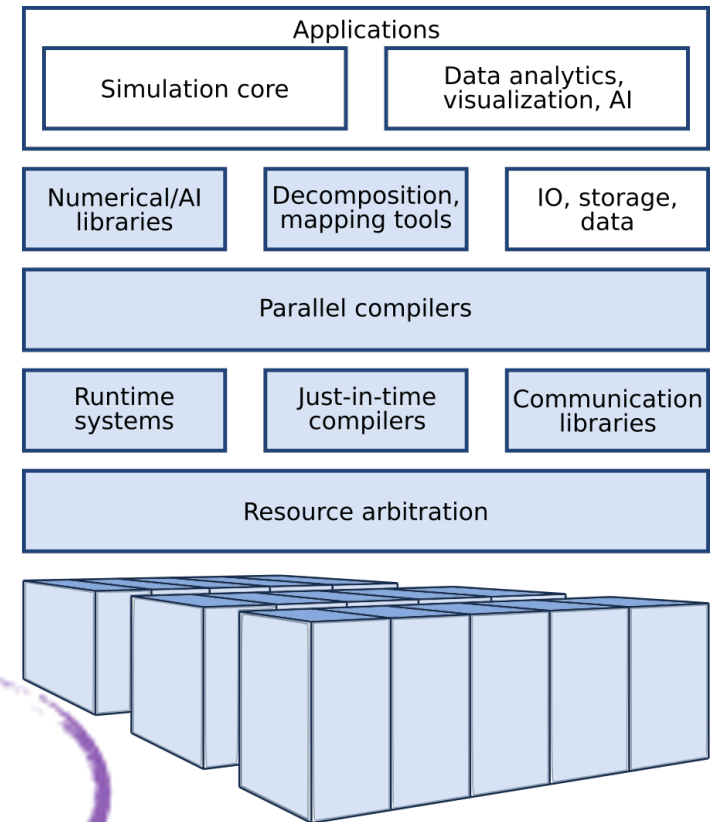 Applications
Simulation core
Data analytics,
visualization, AI
Numerical/AI
libraries
Decomposition,
mapping tools
IO, storage,
data
Parallel compilers
Runtime
systems
Just-in-time
compilers
Communication
libraries
Resource arbitration